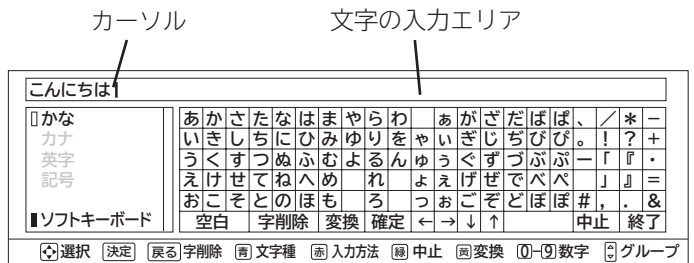 カーソル 文字の入力エリア
こんにちは
かな
カナ
英字
記号
ソフトキーボード
あ か さ た な は ま や ら わ ぁ が ざ だ ば ぱ 、 ／ * −
い き し ち に ひ み ゆ り を ゃ ぃ ぎ じ ぢ び ぴ 。 ! ? +
う く す つ ぬ ふ む よ る ん ゅ ぅ ぐ ず づ ぶ ぷ ー 「 『 ・
え け せ て ね へ め れ ょ ぇ げ ぜ で べ ぺ 」 』 =
お こ そ と の ほ も ろ っ ぉ ご ぞ ど ぼ ぽ # , . &
空白 字削除 変換 確定 ← → ↓ ↑ 中止 終了
選択 決定 戻る 字削除 青 文字種 赤 入力方法 緑 中止 黄 変換 0-9 数字 グループ